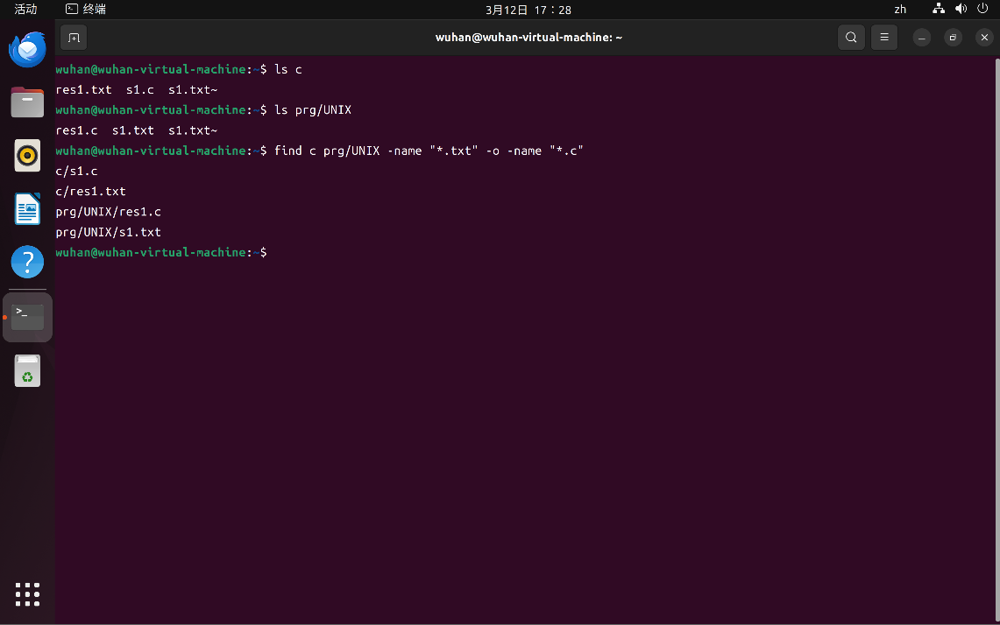 活动 终端 3月12日 17：28 zh
wuhan@wuhan-virtual-machine: ~
wuhan@wuhan-virtual-machine:~$ ls c
res1.txt  s1.c  s1.txt~
wuhan@wuhan-virtual-machine:~$ ls prg/UNIX
res1.c  s1.txt  s1.txt~
wuhan@wuhan-virtual-machine:~$ find c prg/UNIX -name "*.txt" -o -name "*.c"
c/s1.c
c/res1.txt
prg/UNIX/res1.c
prg/UNIX/s1.txt
wuhan@wuhan-virtual-machine:~$